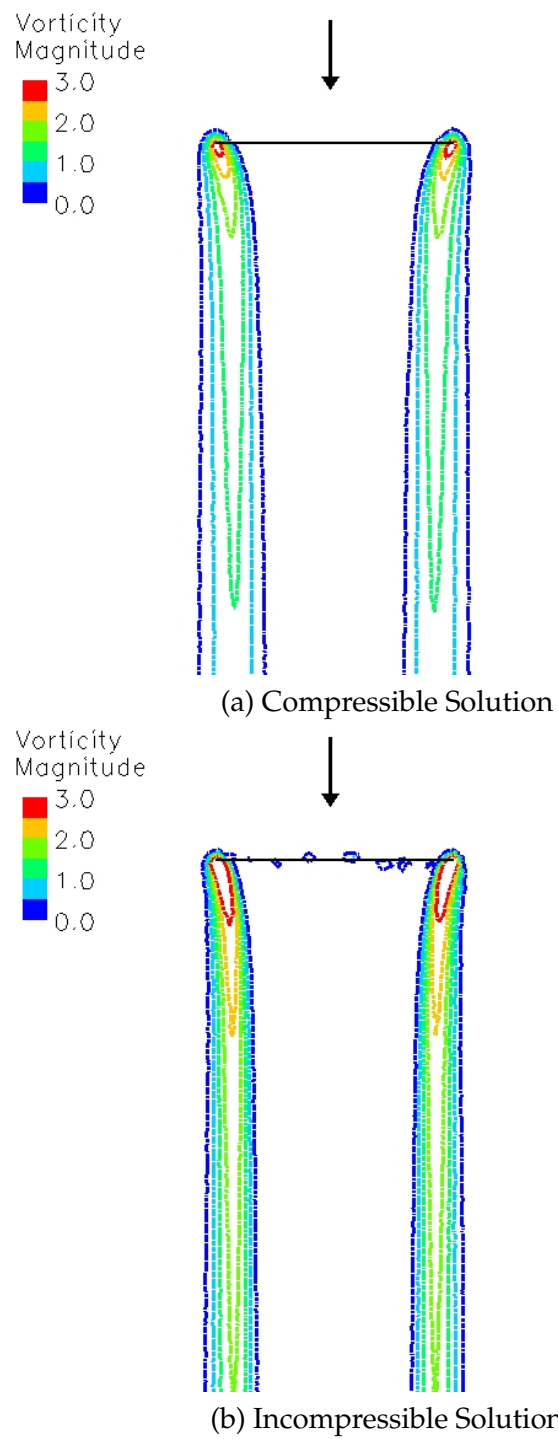 Vorticity
Magnitude
3.0
2.0
1.0
0.0
(a) Compressible Solution
Vorticity
Magnitude
3.0
2.0
1.0
0.0
(b) Incompressible Solution